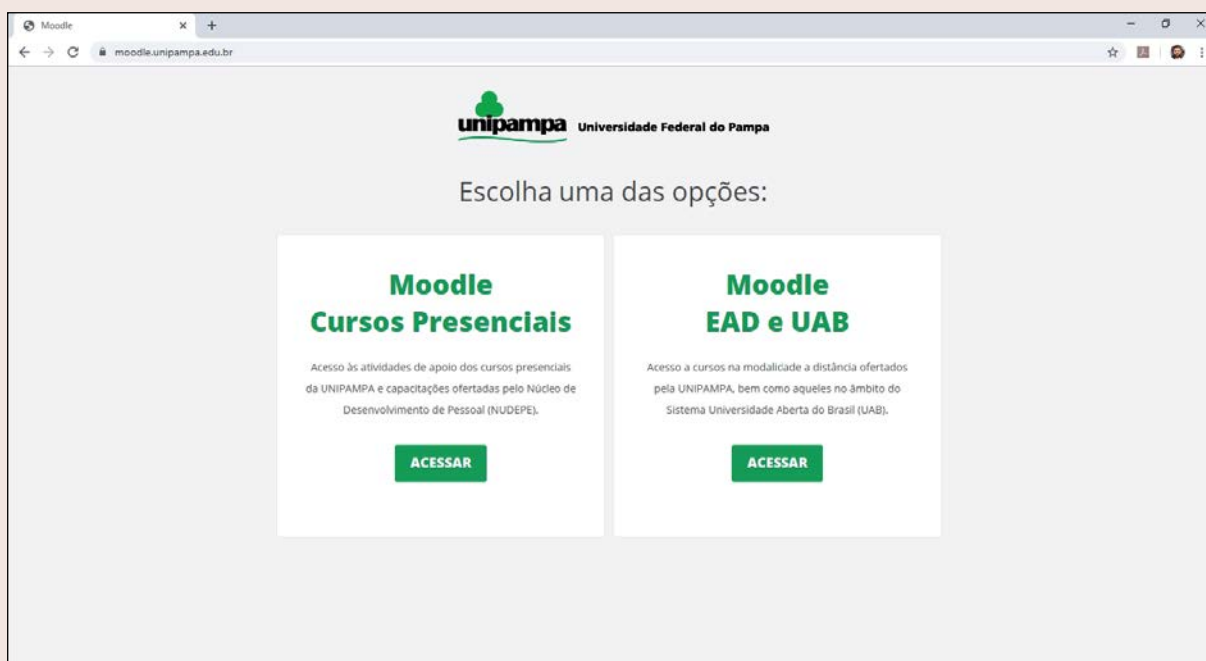 Moodle
moodle.unipampa.edu.br
unipampa Universidade Federal do Pampa
Escolha uma das opções:
Moodle
Cursos Presenciais
Acesso às atividades de apoio dos cursos presenciais
da UNIPAMPA e capacitações ofertadas pelo Núcleo de
Desenvolvimento de Pessoal (NUDEPE).
ACESSAR
Moodle
EAD e UAB
Acesso a cursos na modalidade a distância ofertados
pela UNIPAMPA, bem como aqueles no âmbito do
Sistema Universidade Aberta do Brasil (UAB).
ACESSAR